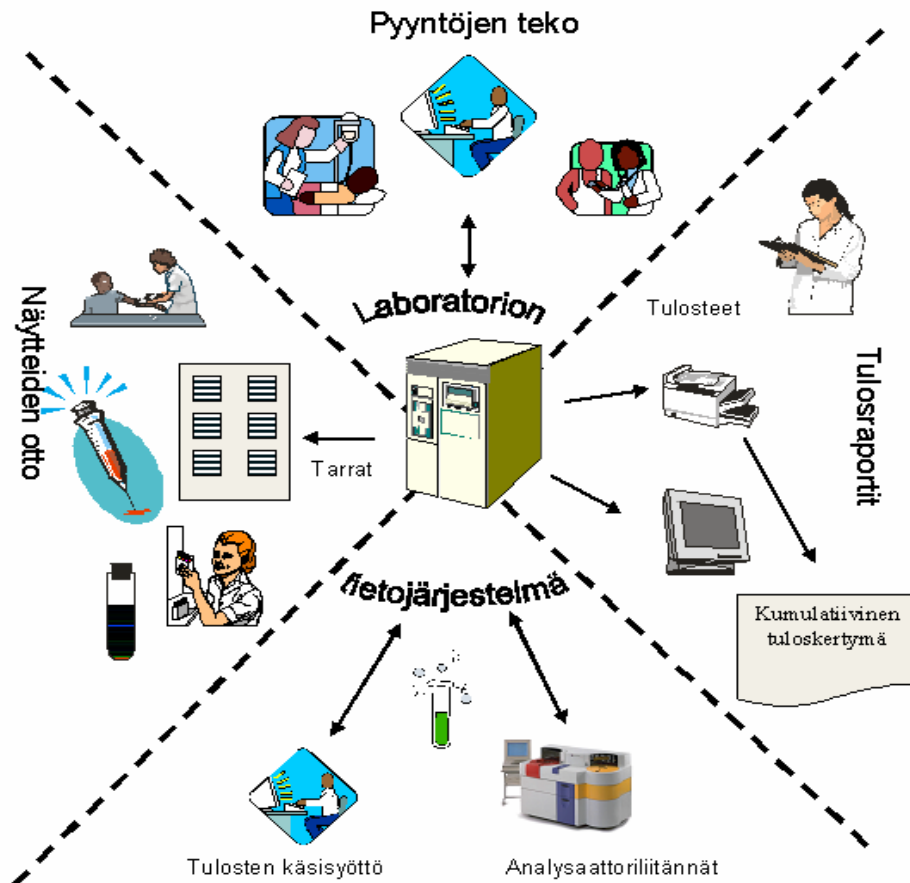 Pyyntöjen teko
Laboratorion
Tulosteet
Näytteiden otto
Tulosraportit
Tarrat
tietojärjestelmä
Kumulatiivinen
tuloskertymä
Tulosten käsisyöttö
Analysaattoriliitännät